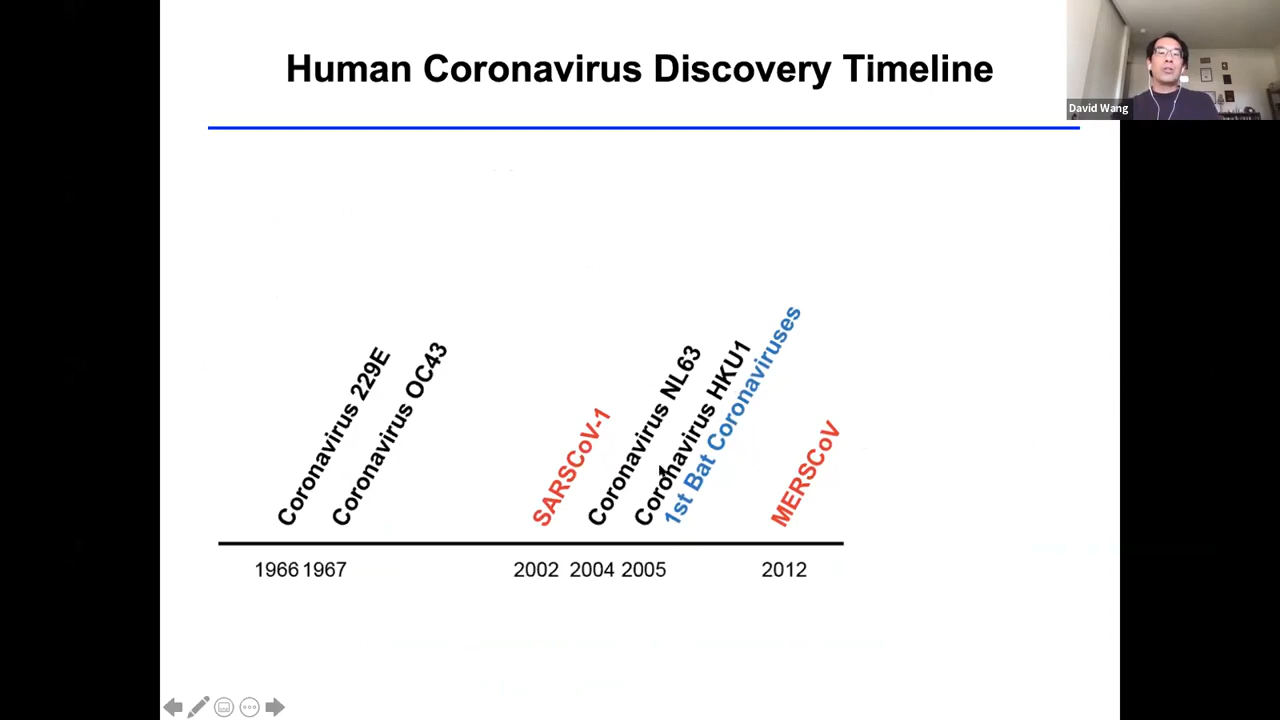 Human Coronavirus Discovery Timeline
David Wang
Coronavirus 229E
Coronavirus OC43
SARSCoV-1
Coronavirus NL63
Coronavirus HKU1
1st Bat Coronaviruses
MERSCoV
1966 1967 2002 2004 2005 2012